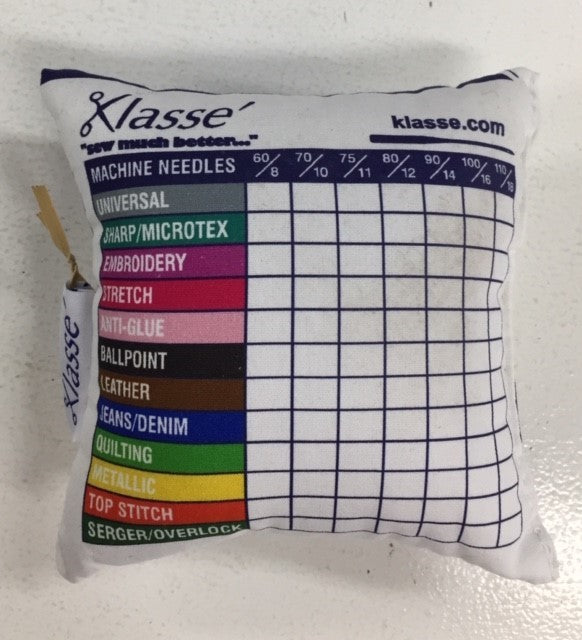 Klasse'
"sew much better..."
klasse.com
MACHINE NEEDLES 60/8 70/10 75/11 80/12 90/14 100/16 110/18
UNIVERSAL
SHARP/MICROTEX
EMBROIDERY
STRETCH
ANTI-GLUE
BALLPOINT
LEATHER
JEANS/DENIM
QUILTING
METALLIC
TOP STITCH
SERGER/OVERLOCK
Klasse'